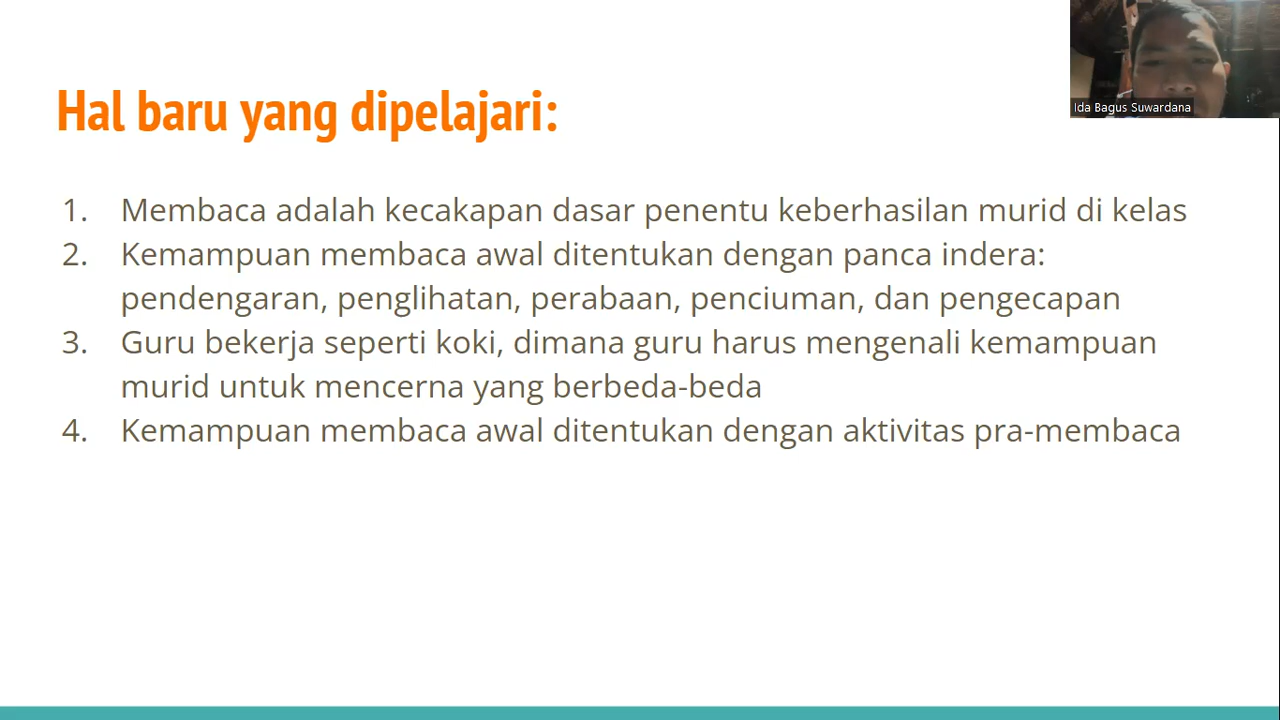 Ida Bagus Suwardana
Hal baru yang dipelajari:
1. Membaca adalah kecakapan dasar penentu keberhasilan murid di kelas
2. Kemampuan membaca awal ditentukan dengan panca indera:
pendengaran, penglihatan, perabaan, penciuman, dan pengecapan
3. Guru bekerja seperti koki, dimana guru harus mengenali kemampuan
murid untuk mencerna yang berbeda-beda
4. Kemampuan membaca awal ditentukan dengan aktivitas pra-membaca